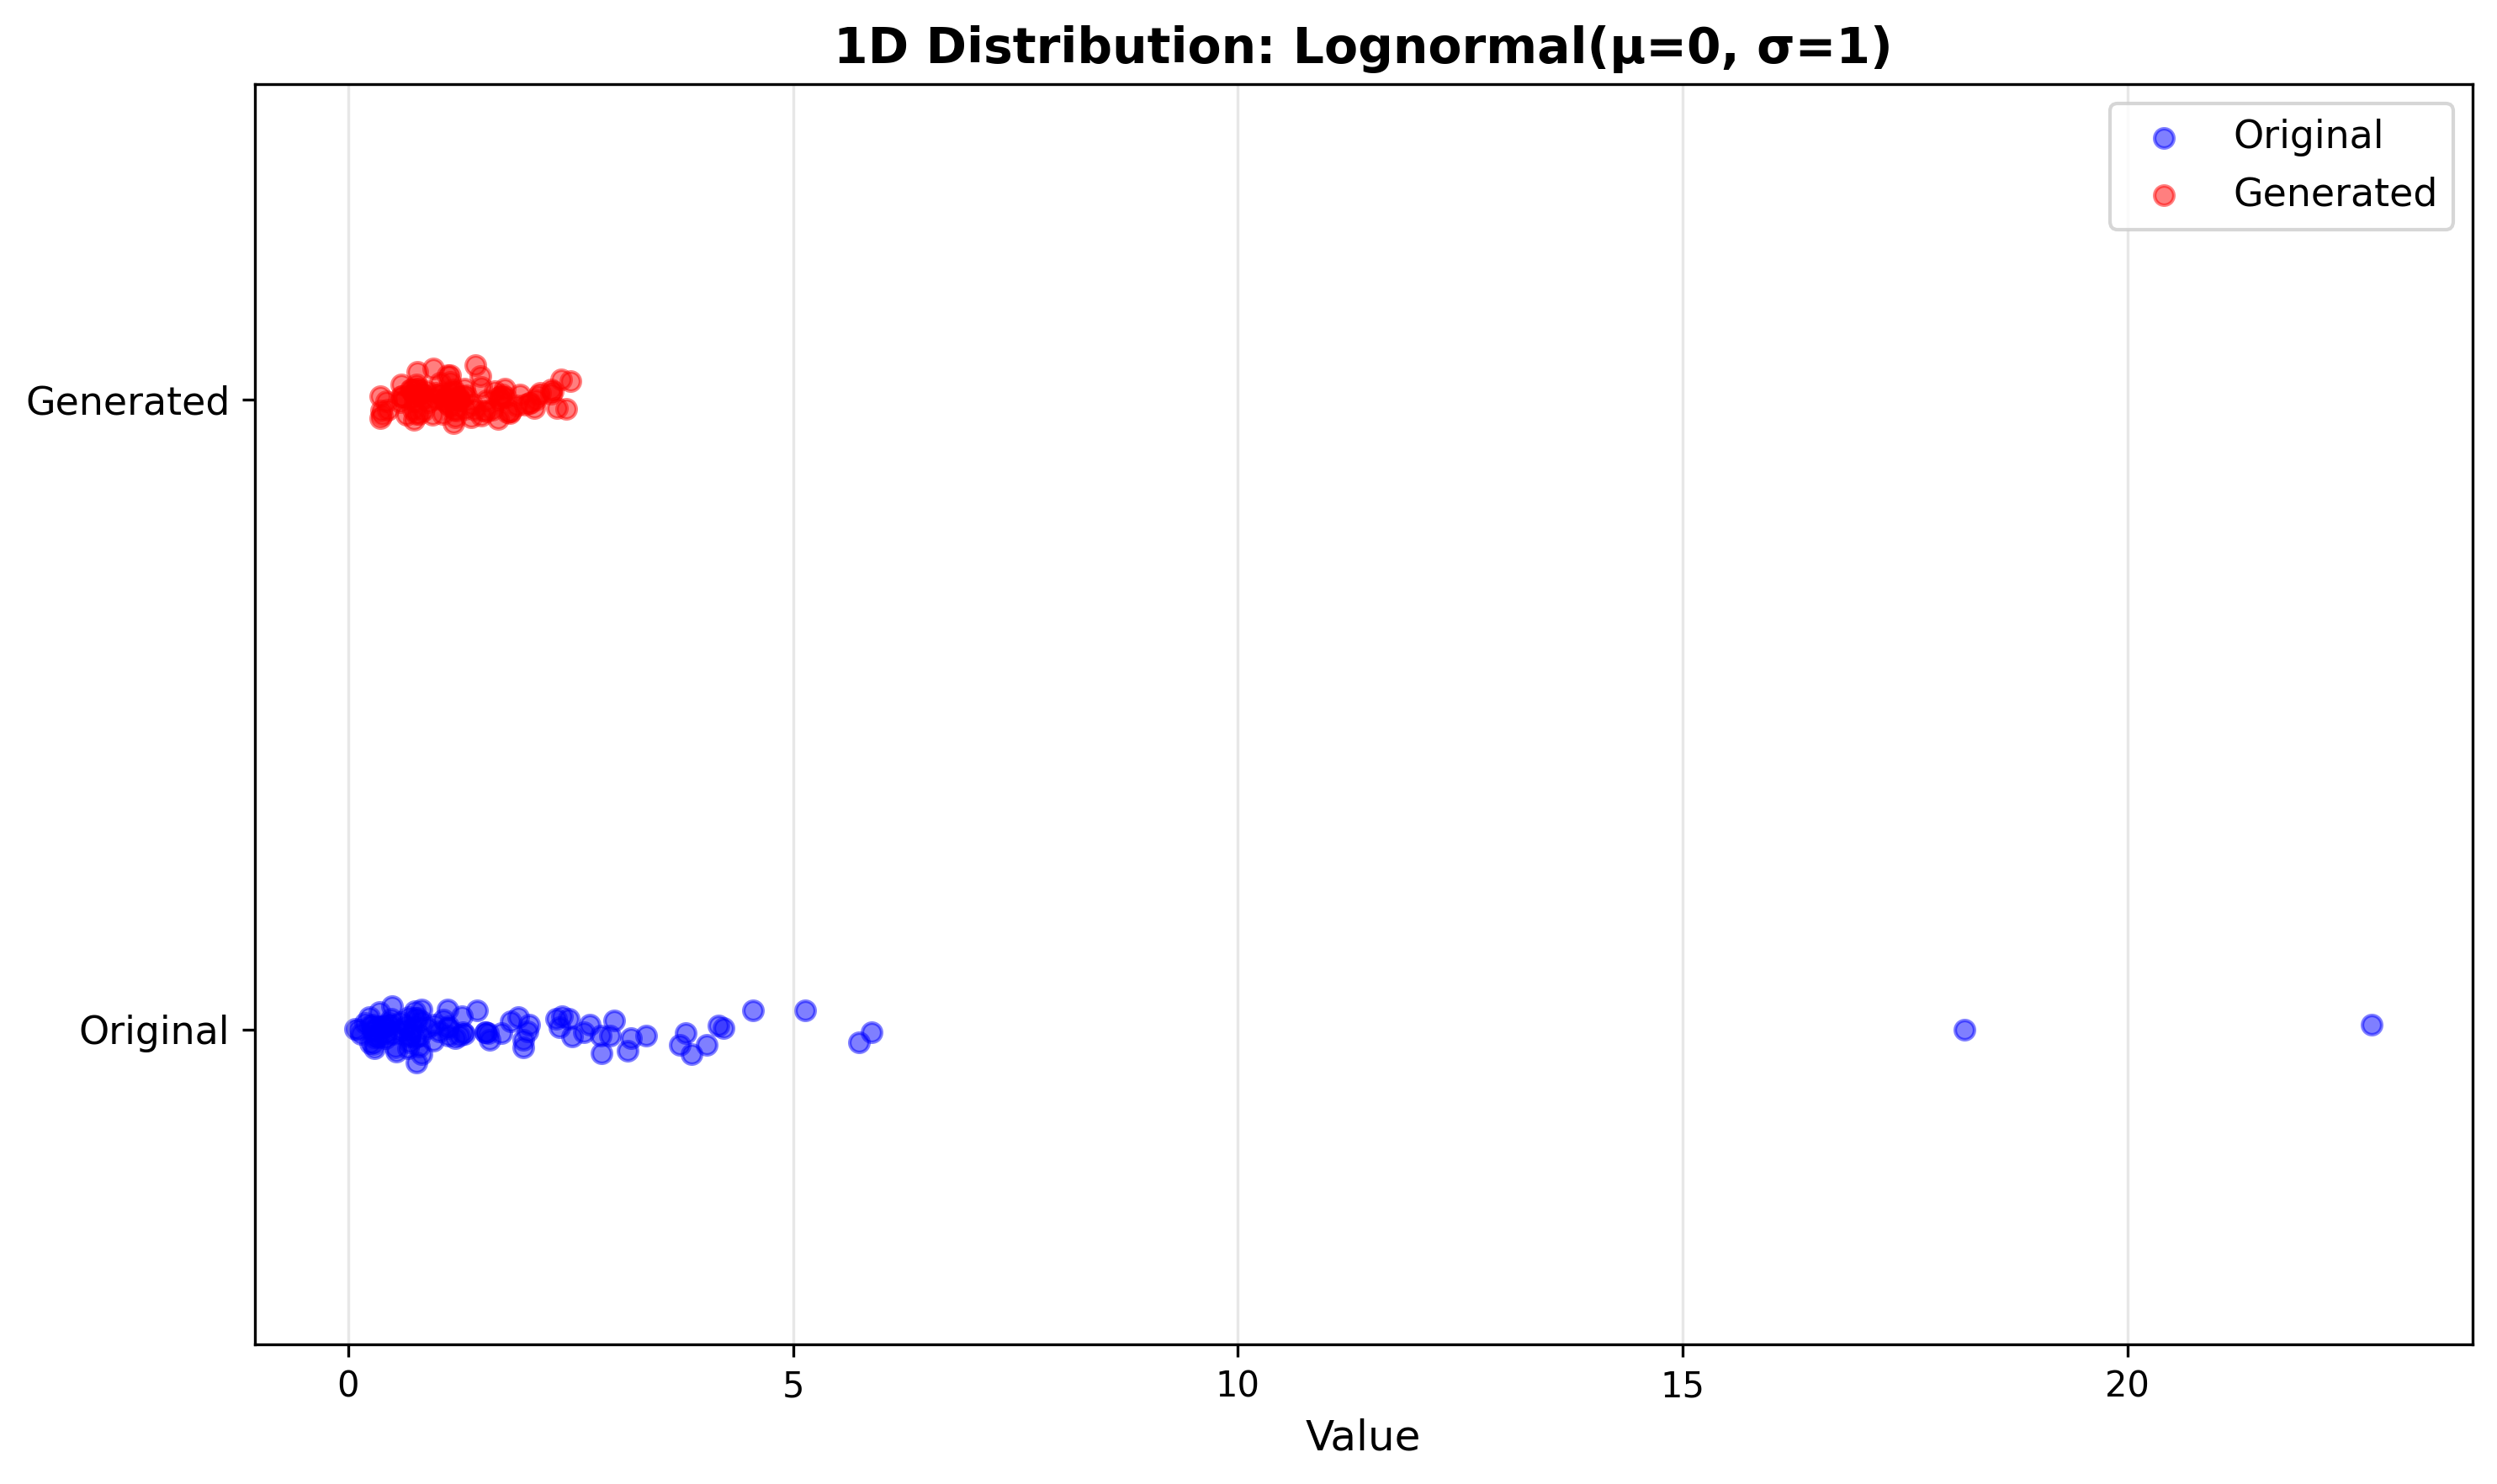 1D Distribution: Lognormal(μ=0, σ=1)
Original
Generated
Generated
Original
0 5 10 15 20
Value